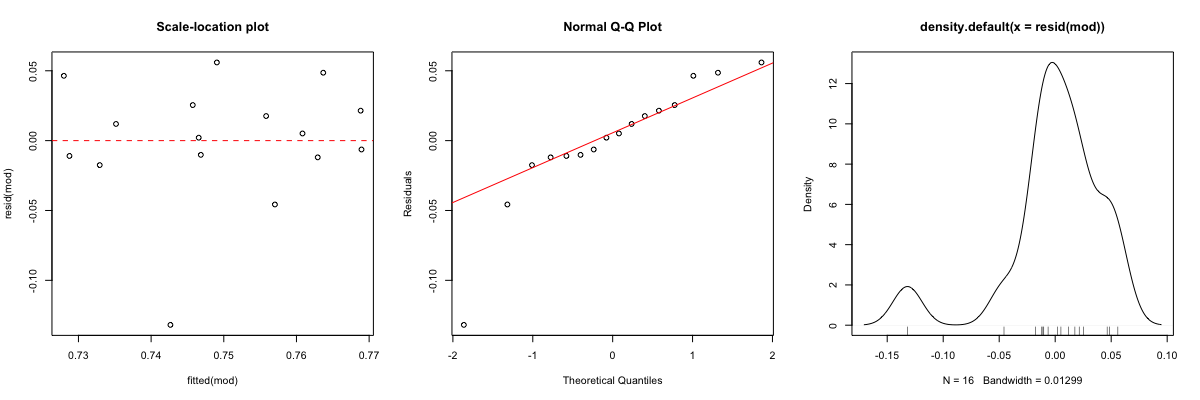 Scale-location plot
0.05
0.00
-0.05
-0.10
resid(mod)
0.73 0.74 0.75 0.76 0.77
fitted(mod)
Normal Q-Q Plot
0.05
0.00
-0.05
-0.10
Residuals
-2 -1 0 1 2
Theoretical Quantiles
density.default(x = resid(mod))
12
10
8
6
4
2
0
Density
-0.15 -0.10 -0.05 0.00 0.05 0.10
N = 16 Bandwidth = 0.01299